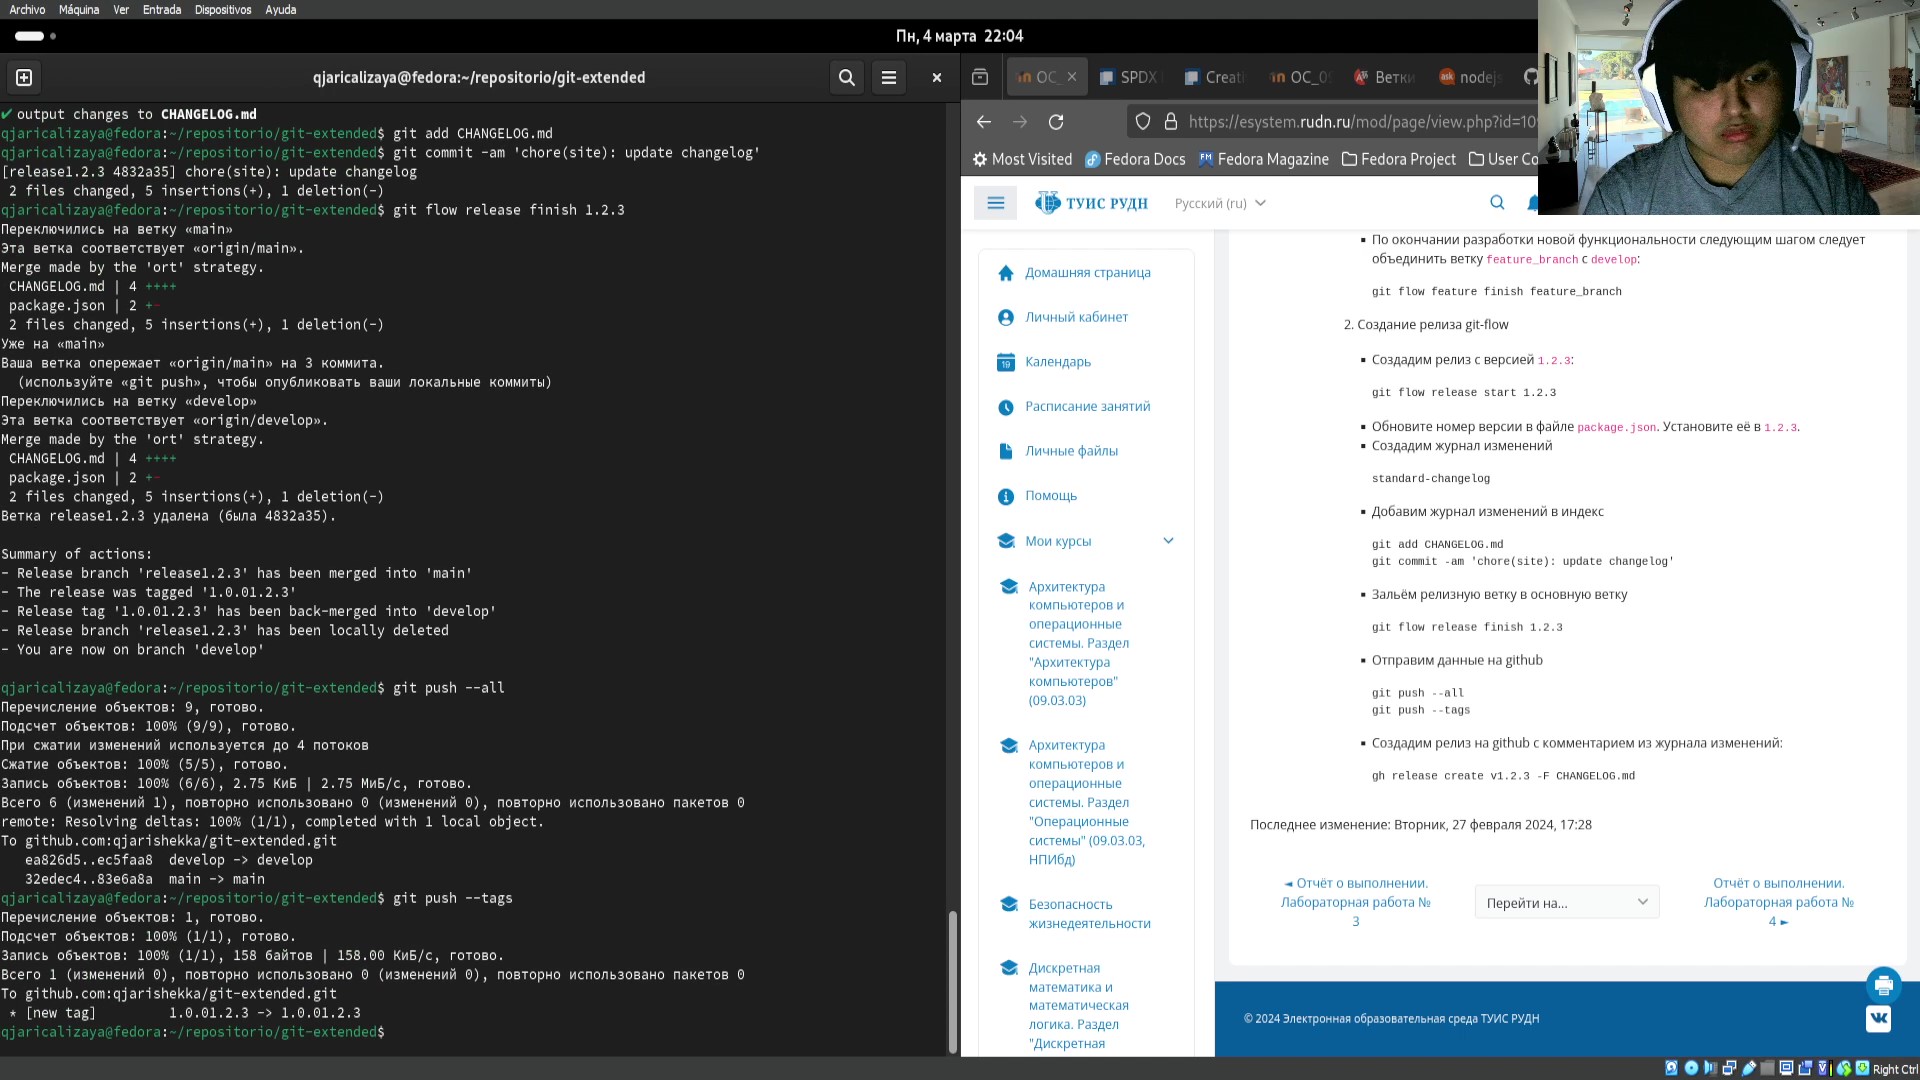 Archivo Máquina Ver Entrada Dispositivos Ayuda
Пн, 4 марта 22:04
qjaricalizaya@fedora:~/repositorio/git-extended
✔ output changes to CHANGELOG.md
qjaricalizaya@fedora:~/repositorio/git-extended$ git add CHANGELOG.md
qjaricalizaya@fedora:~/repositorio/git-extended$ git commit -am 'chore(site): update changelog'
[release1.2.3 4832a35] chore(site): update changelog
2 files changed, 5 insertions(+), 1 deletion(-)
qjaricalizaya@fedora:~/repositorio/git-extended$ git flow release finish 1.2.3
Переключились на ветку «main»
Эта ветка соответствует «origin/main».
Merge made by the 'ort' strategy.
CHANGELOG.md | 4 ++++
package.json | 2 +-
2 files changed, 5 insertions(+), 1 deletion(-)
Уже на «main»
Ваша ветка опережает «origin/main» на 3 коммита.
(используйте «git push», чтобы опубликовать ваши локальные коммиты)
Переключились на ветку «develop»
Эта ветка соответствует «origin/develop».
Merge made by the 'ort' strategy.
CHANGELOG.md | 4 ++++
package.json | 2 +-
2 files changed, 5 insertions(+), 1 deletion(-)
Ветка release1.2.3 удалена (была 4832a35).
Summary of actions:
- Release branch 'release1.2.3' has been merged into 'main'
- The release was tagged '1.0.01.2.3'
- Release tag '1.0.01.2.3' has been back-merged into 'develop'
- Release branch 'release1.2.3' has been locally deleted
- You are now on branch 'develop'
qjaricalizaya@fedora:~/repositorio/git-extended$ git push --all
Перечисление объектов: 9, готово.
Подсчет объектов: 100% (9/9), готово.
При сжатии изменений используется до 4 потоков
Сжатие объектов: 100% (5/5), готово.
Запись объектов: 100% (6/6), 2.75 КиБ | 2.75 МиБ/с, готово.
Всего 6 (изменений 1), повторно использовано 0 (изменений 0), повторно использовано пакетов 0
remote: Resolving deltas: 100% (1/1), completed with 1 local object.
To github.com:qjarishekka/git-extended.git
ea826d5..ec5faa8 develop -> develop
32edec4..83e6a8a main -> main
qjaricalizaya@fedora:~/repositorio/git-extended$ git push --tags
Перечисление объектов: 1, готово.
Подсчет объектов: 100% (1/1), готово.
Запись объектов: 100% (1/1), 158 байтов | 158.00 КиБ/с, готово.
Всего 1 (изменений 0), повторно использовано 0 (изменений 0), повторно использовано пакетов 0
To github.com:qjarishekka/git-extended.git
* [new tag] 1.0.01.2.3 -> 1.0.01.2.3
qjaricalizaya@fedora:~/repositorio/git-extended$
OC_ SPDX Creati OC_0 Ветки nodejs
https://esystem.rudn.ru/mod/page/view.php?id=10
Most Visited Fedora Docs Fedora Magazine Fedora Project User Co
ТУИС РУДН Русский (ru)
Домашняя страница
Личный кабинет
Календарь
Расписание занятий
Личные файлы
Помощь
Мои курсы
Архитектура
компьютеров и
операционные
системы. Раздел
"Архитектура
компьютеров"
(09.03.03)
Архитектура
компьютеров и
операционные
системы. Раздел
"Операционные
системы" (09.03.03,
НПИбд)
Безопасность
жизнедеятельности
Дискретная
математика и
математическая
логика. Раздел
"Дискретная
▪ По окончании разработки новой функциональности следующим шагом следует
объединить ветку feature_branch c develop:
git flow feature finish feature_branch
2. Создание релиза git-flow
▪ Создадим релиз с версией 1.2.3:
git flow release start 1.2.3
▪ Обновите номер версии в файле package.json. Установите её в 1.2.3.
▪ Создадим журнал изменений
standard-changelog
▪ Добавим журнал изменений в индекс
git add CHANGELOG.md
git commit -am 'chore(site): update changelog'
▪ Зальём релизную ветку в основную ветку
git flow release finish 1.2.3
▪ Отправим данные на github
git push --all
git push --tags
▪ Создадим релиз на github с комментарием из журнала изменений:
gh release create v1.2.3 -F CHANGELOG.md
Последнее изменение: Вторник, 27 февраля 2024, 17:28
◄ Отчёт о выполнении.
Лабораторная работа №
3
Перейти на...
Отчёт о выполнении.
Лабораторная работа №
4 ►
© 2024 Электронная образовательная среда ТУИС РУДН
Right Ctrl